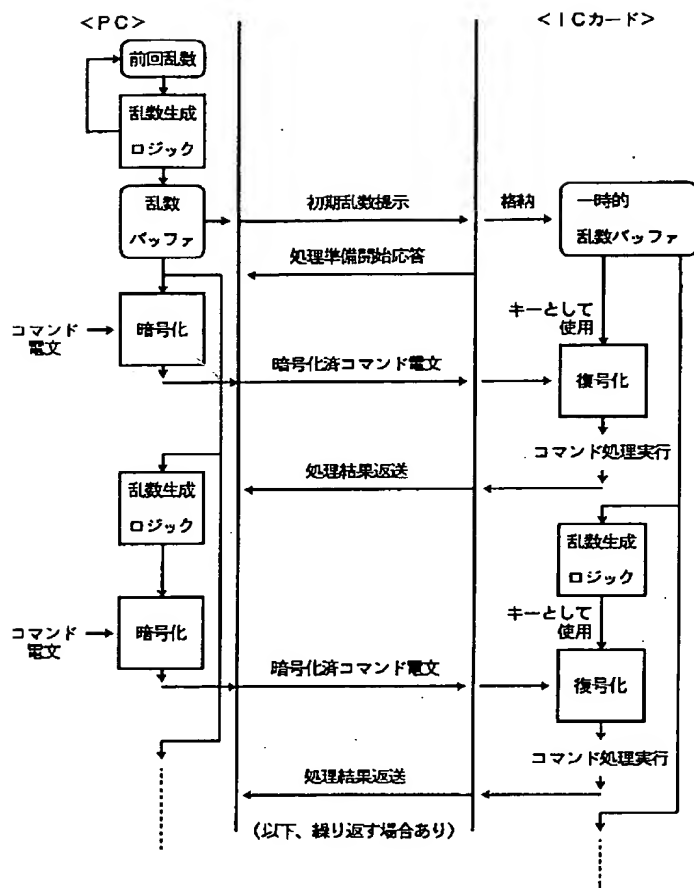 <PC>
<ICカード>
前回乱数
乱数生成
ロジック
乱数
バッファ
初期乱数提示
格納
一時的
乱数バッファ
処理準備開始応答
コマンド
電文
暗号化
キーとして
使用
暗号化済コマンド電文
復号化
コマンド処理実行
処理結果返送
乱数生成
ロジック
乱数生成
ロジック
コマンド
電文
暗号化
キーとして
使用
暗号化済コマンド電文
復号化
コマンド処理実行
処理結果返送
(以下、繰り返す場合あり)